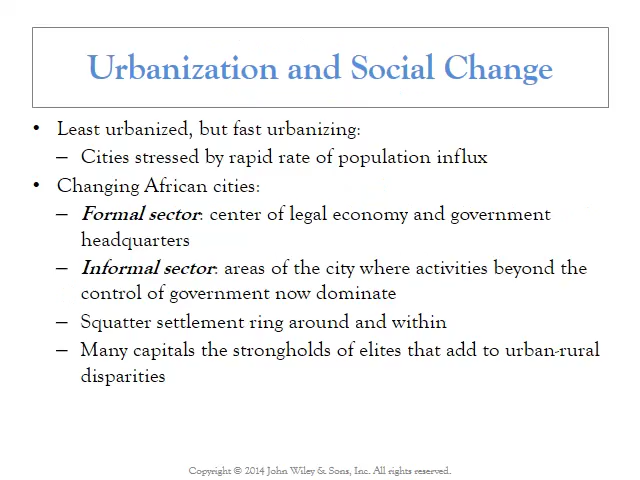 Urbanization and Social Change
• Least urbanized, but fast urbanizing:
– Cities stressed by rapid rate of population influx
• Changing African cities:
– Formal sector: center of legal economy and government
headquarters
– Informal sector: areas of the city where activities beyond the
control of government now dominate
– Squatter settlement ring around and within
– Many capitals the strongholds of elites that add to urban-rural
disparities
Copyright © 2014 John Wiley & Sons, Inc. All rights reserved.